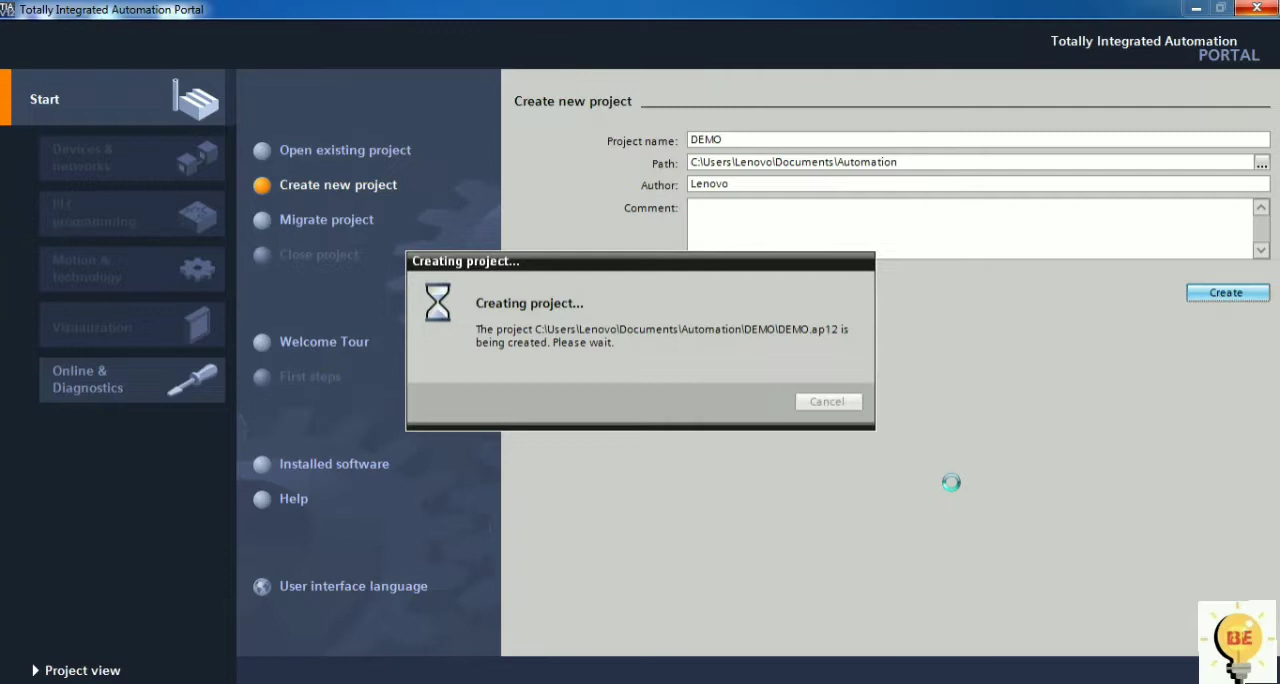 TIA
V12
Totally Integrated Automation Portal
Totally Integrated Automation
PORTAL
Start
Devices &
networks
PLC
programming
Motion &
technology
Visualization
Online &
Diagnostics
Open existing project
Create new project
Migrate project
Close project
Welcome Tour
First steps
Installed software
Help
User interface language
Create new project
Project name: DEMO
Path: C:\Users\Lenovo\Documents\Automation ...
Author: Lenovo
Comment:
Create
Creating project...
Creating project...
The project C:\Users\Lenovo\Documents\Automation\DEMO\DEMO.ap12 is
being created. Please wait.
Cancel
Project view
BE